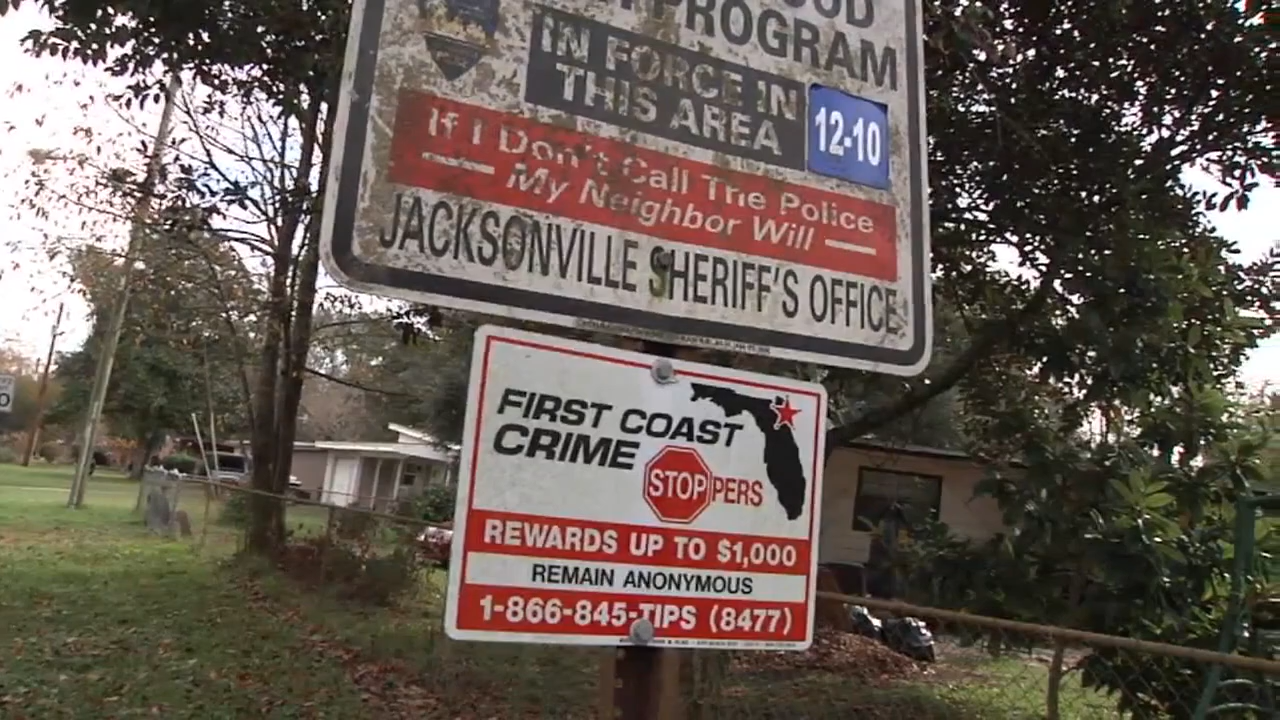 PROGRAM
IN FORCE IN
THIS AREA
12-10
If I Don't Call The Police
My Neighbor Will
JACKSONVILLE SHERIFF'S OFFICE
FIRST COAST
CRIME
STOPPERS
REWARDS UP TO $1,000
REMAIN ANONYMOUS
1-866-845-TIPS (8477)